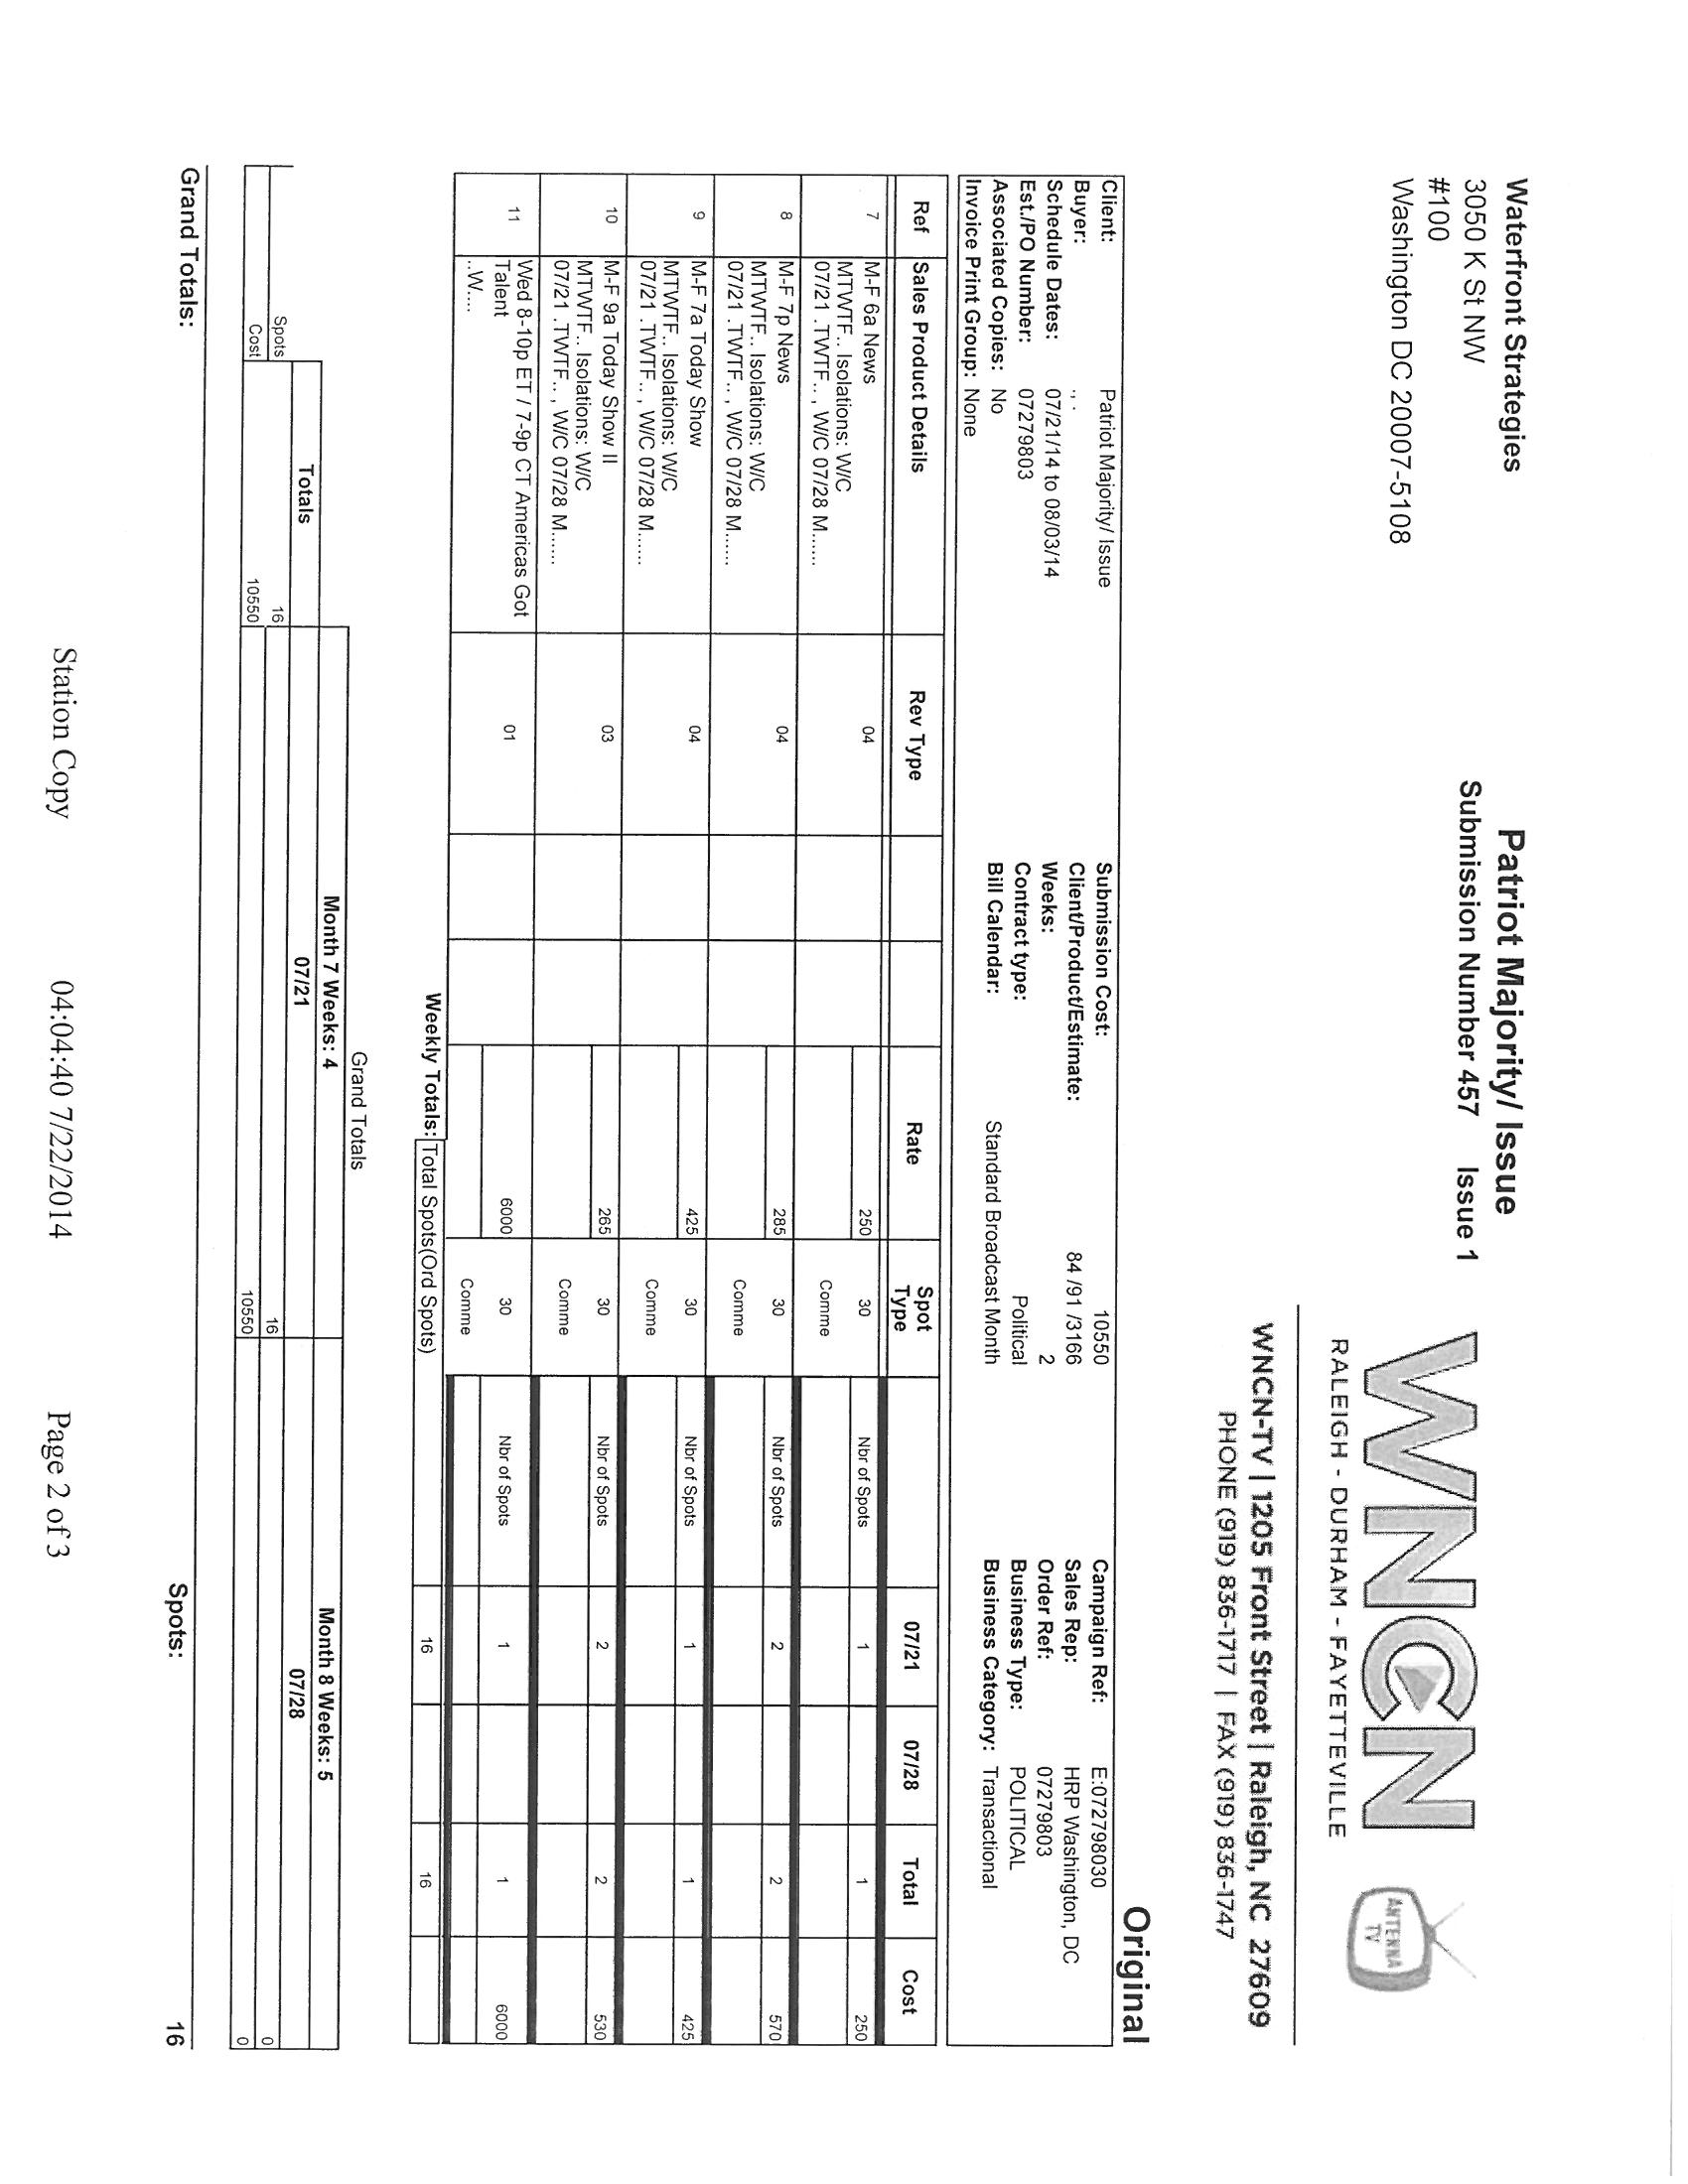 Waterfront Strategies
3050 K St NW
#100
Washington DC 20007-5108
Patriot Majority/ Issue
Submission Number 457 Issue 1
WNCN
RALEIGH - DURHAM - FAYETTEVILLE
ANTENNA
TV
WNCN-TV | 1205 Front Street | Raleigh, NC 27609
PHONE (919) 836-1717 | FAX (919) 836-1747
Original
Client: Patriot Majority/ Issue Submission Cost: 10550 Campaign Ref: E:072798030
Buyer: ., . Client/Product/Estimate: 84 /91 /3166 Sales Rep: HRP Washington, DC
Schedule Dates: 07/21/14 to 08/03/14 Weeks: 2 Order Ref: 07279803
Est./PO Number: 07279803 Contract type: Political Business Type: POLITICAL
Associated Copies: No Bill Calendar: Standard Broadcast Month Business Category: Transactional
Invoice Print Group: None
Ref Sales Product Details Rev Type Rate Spot Type 07/21 07/28 Total Cost
7 M-F 6a News 04 250 30 Nbr of Spots 1 1 250
MTWTF.. Isolations: W/C
07/21 .TWTF.. , W/C 07/28 M...... Comme
8 M-F 7p News 04 285 30 Nbr of Spots 2 2 570
MTWTF.. Isolations: W/C
07/21 .TWTF.. , W/C 07/28 M...... Comme
9 M-F 7a Today Show 04 425 30 Nbr of Spots 1 1 425
MTWTF.. Isolations: W/C
07/21 .TWTF.. , W/C 07/28 M...... Comme
10 M-F 9a Today Show II 03 265 30 Nbr of Spots 2 2 530
MTWTF.. Isolations: W/C
07/21 .TWTF.. , W/C 07/28 M...... Comme
11 Wed 8-10p ET / 7-9p CT Americas Got
Talent 01 6000 30 Nbr of Spots 1 1 6000
..W.... Comme
Weekly Totals: Total Spots(Ord Spots) 16 16
Grand Totals
Month 7 Weeks: 4 Month 8 Weeks: 5
Totals 07/21 07/28
Spots 16 16 0
Cost 10550 10550 0
Grand Totals: Spots: 16
Station Copy 04:04:40 7/22/2014 Page 2 of 3